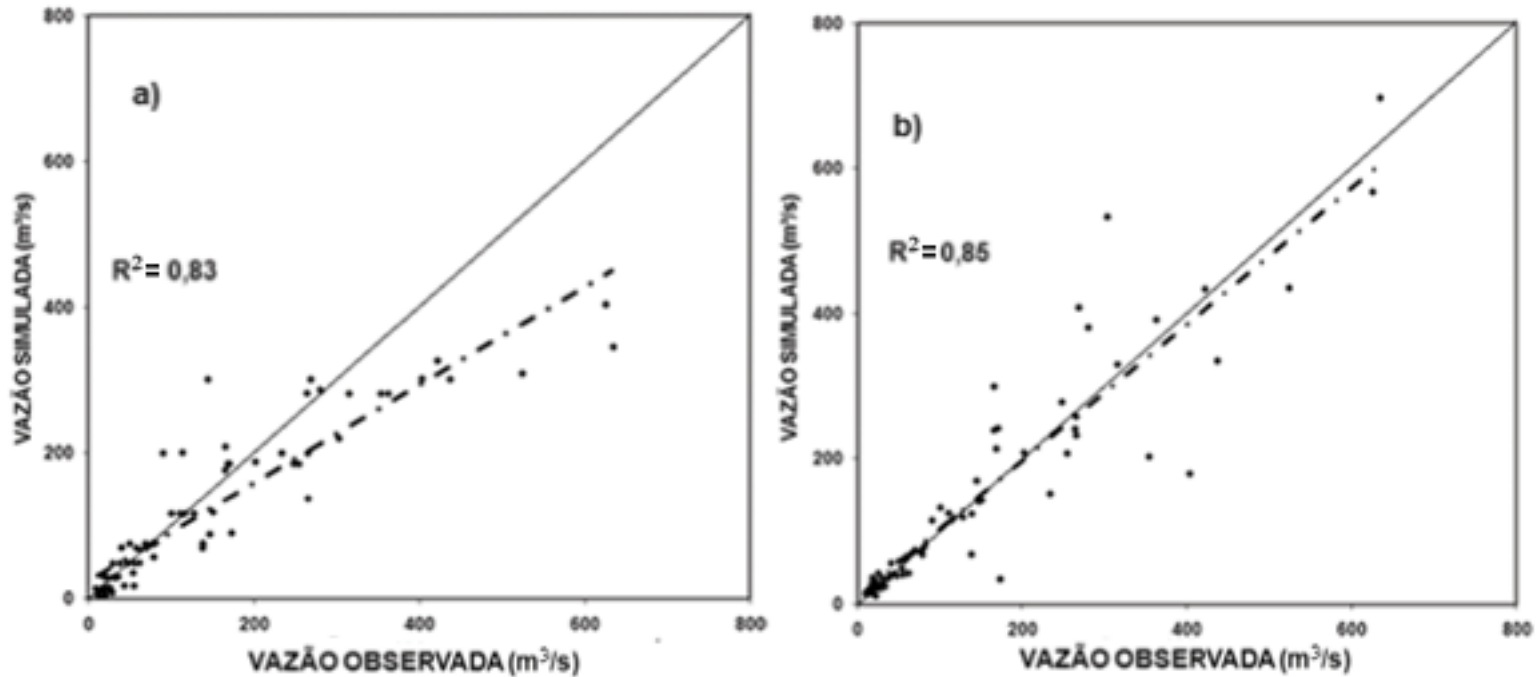 800
600
400
200
0
a)
R² = 0,83
VAZÃO SIMULADA (m³/s)
0 200 400 600 800
VAZÃO OBSERVADA (m³/s)
800
600
400
200
0
b)
R² = 0,85
VAZÃO SIMULADA (m³/s)
0 200 400 600 800
VAZÃO OBSERVADA (m³/s)